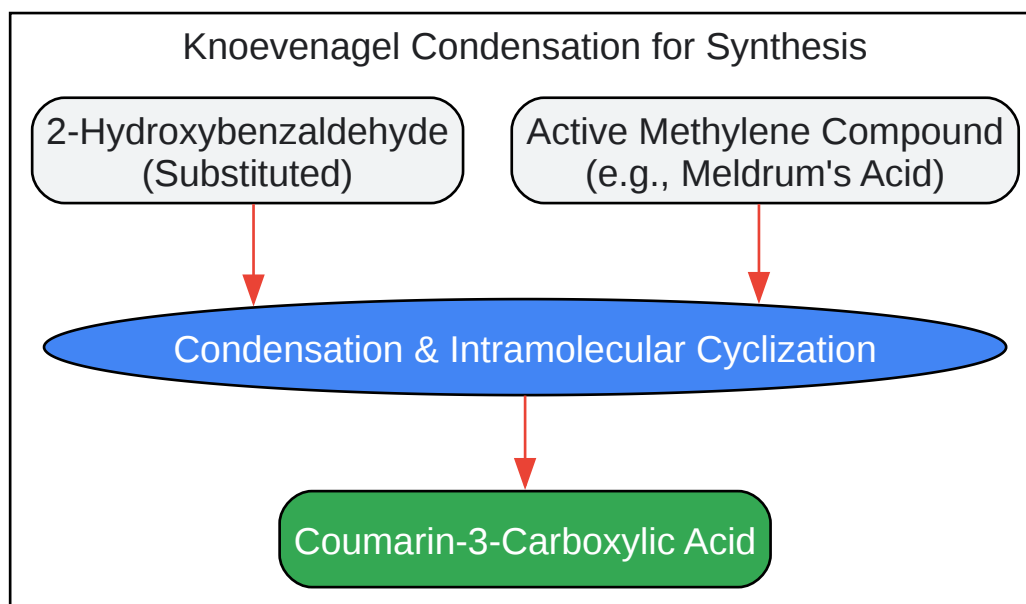 Knoevenagel Condensation for Synthesis
2-Hydroxybenzaldehyde
(Substituted)
Active Methylene Compound
(e.g., Meldrum's Acid)
Condensation & Intramolecular Cyclization
Coumarin-3-Carboxylic Acid